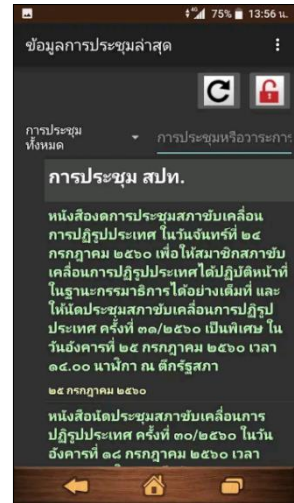 4G 75% 13:56 น.
ข้อมูลการประชุมล่าสุด
การประชุม
ทั้งหมด
การประชุมหรือวาระการ
การประชุม สปท.
หนังสืองดการประชุมสภาขับเคลื่อน
การปฏิรูปประเทศ ในวันจันทร์ที่ ๒๔
กรกฎาคม ๒๕๖๐ เพื่อให้สมาชิกสภาขับ
เคลื่อนการปฏิรูปประเทศได้ปฏิบัติหน้าที่
ในฐานะกรรมาธิการได้อย่างเต็มที่ และ
ให้นัดประชุมสภาขับเคลื่อนการปฏิรูป
ประเทศ ครั้งที่ ๓๑/๒๕๖๐ เป็นพิเศษ ใน
วันอังคารที่ ๒๕ กรกฎาคม ๒๕๖๐ เวลา
๑๔.๐๐ นาฬิกา ณ ตึกรัฐสภา
๒๕ กรกฎาคม ๒๕๖๐
หนังสือนัดประชุมสภาขับเคลื่อนการ
ปฏิรูปประเทศ ครั้งที่ ๓๐/๒๕๖๐ ในวัน
อังคารที่ ๑๘ กรกฎาคม ๒๕๖๐ เวลา